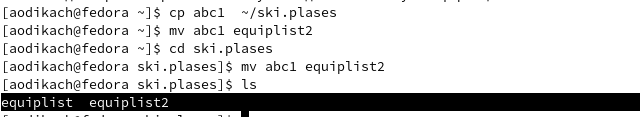 [aodikach@fedora ~]$ cp abc1  ~/ski.plases
[aodikach@fedora ~]$ mv abc1 equiplist2
[aodikach@fedora ~]$ cd ski.plases
[aodikach@fedora ski.plases]$ mv abc1 equiplist2
[aodikach@fedora ski.plases]$ ls
equiplist  equiplist2